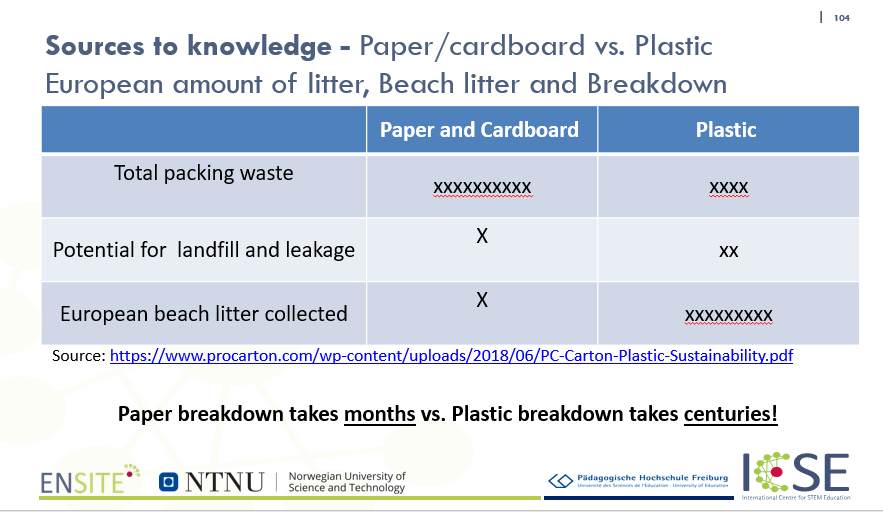 104
Sources to knowledge - Paper/cardboard vs. Plastic
European amount of litter, Beach litter and Breakdown
Paper and Cardboard Plastic
Total packing waste xxxxxxxxxx xxxx
Potential for landfill and leakage X xx
European beach litter collected X xxxxxxxxx
Source: https://www.procarton.com/wp-content/uploads/2018/06/PC-Carton-Plastic-Sustainability.pdf
Paper breakdown takes months vs. Plastic breakdown takes centuries!
ENSITE
NTNU
Norwegian University of
Science and Technology
Pädagogische Hochschule Freiburg
Université des Sciences de l'Education · University of Education
ICSE
International Centre for STEM Education